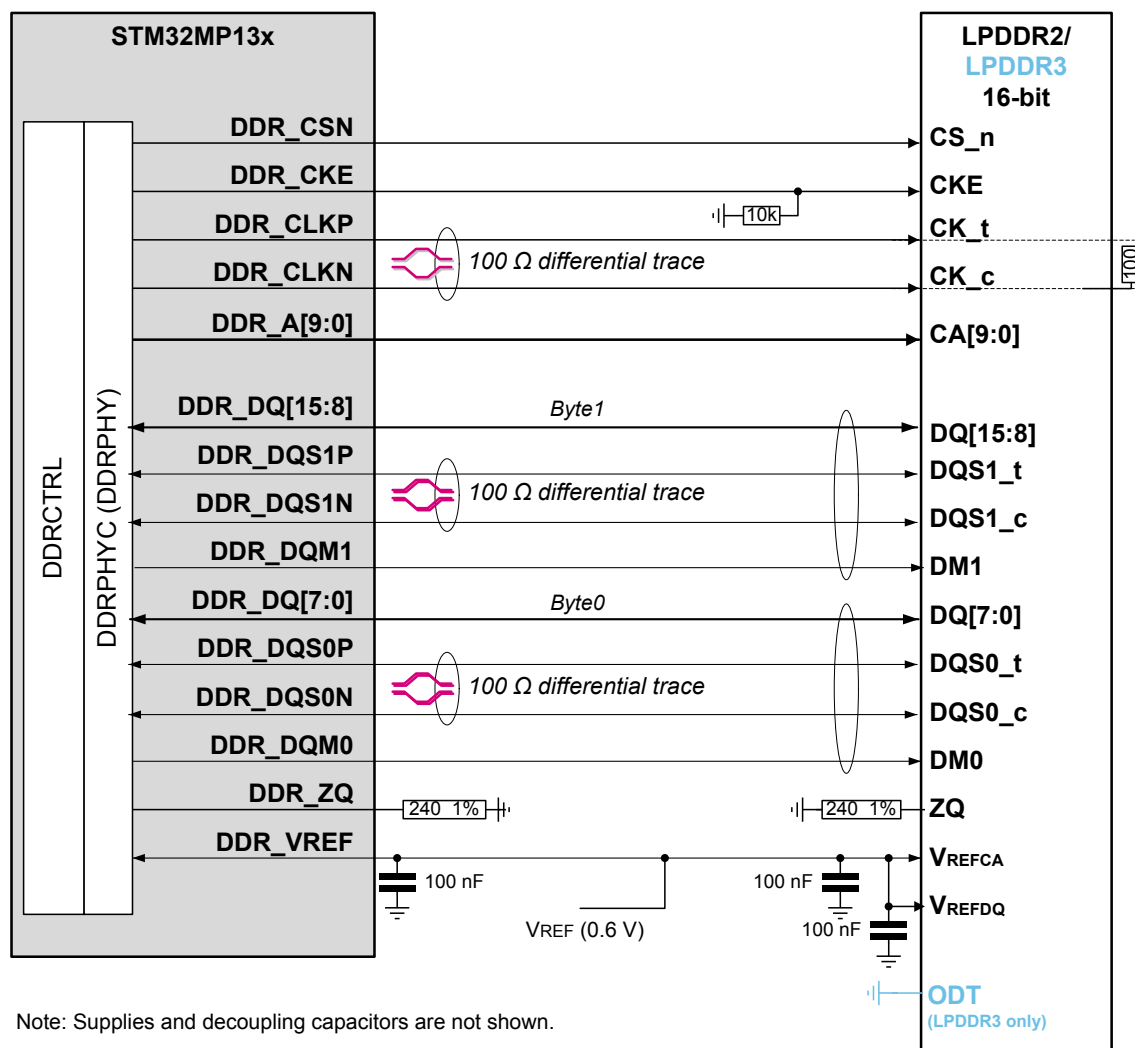 STM32MP13x
LPDDR2/
LPDDR3
16-bit
DDR_CSN
CS_n
DDR_CKE
CKE
10k
DDR_CLKP
CK_t
100 Ω differential trace
100
DDR_CLKN
CK_c
DDR_A[9:0]
CA[9:0]
DDRCTRL
DDRPHYC (DDRPHY)
DDR_DQ[15:8]
Byte1
DQ[15:8]
DDR_DQS1P
DQS1_t
100 Ω differential trace
DDR_DQS1N
DQS1_c
DDR_DQM1
DM1
DDR_DQ[7:0]
Byte0
DQ[7:0]
DDR_DQS0P
DQS0_t
100 Ω differential trace
DDR_DQS0N
DQS0_c
DDR_DQM0
DM0
DDR_ZQ
240 1%
240 1%
ZQ
DDR_VREF
VREFCA
100 nF
100 nF
VREFDQ
VREF (0.6 V)
100 nF
ODT
(LPDDR3 only)
Note: Supplies and decoupling capacitors are not shown.